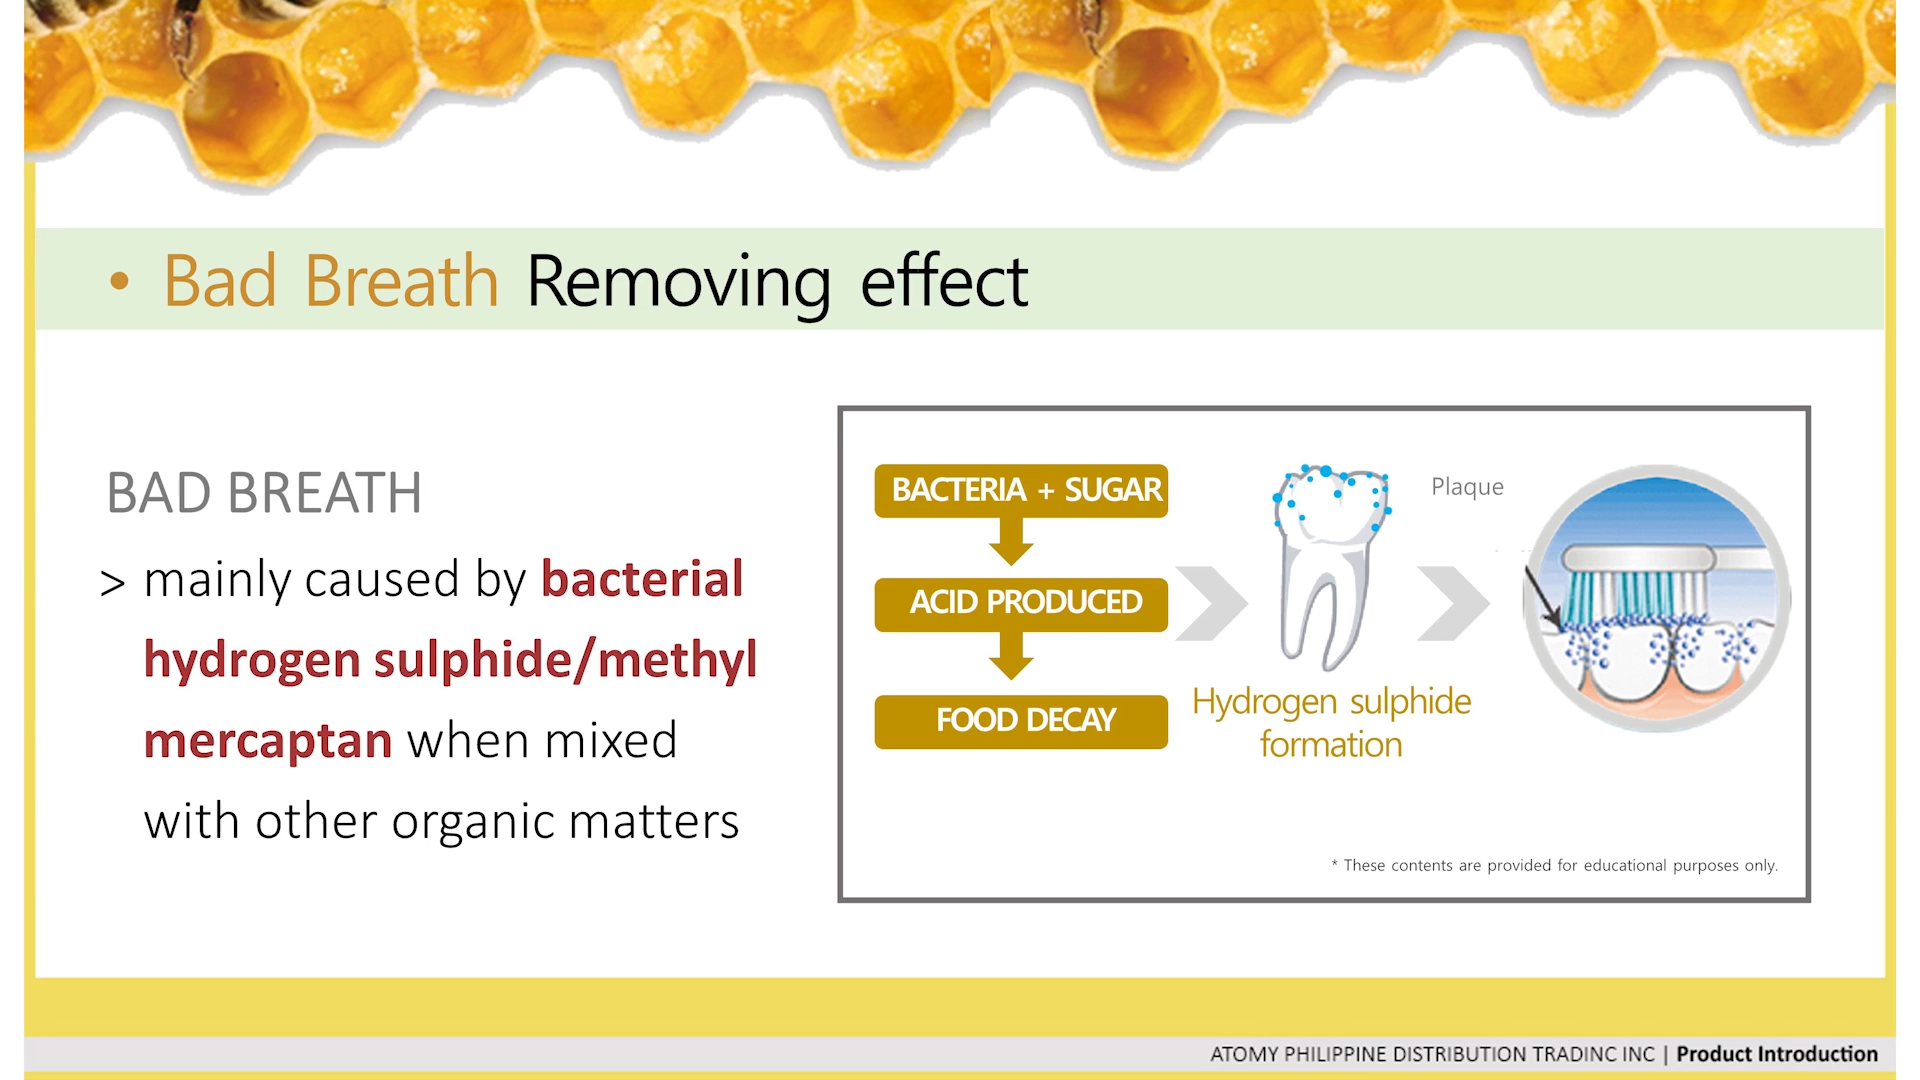 • Bad Breath Removing effect
BAD BREATH
> mainly caused by bacterial
hydrogen sulphide/methyl
mercaptan when mixed
with other organic matters
BACTERIA + SUGAR
ACID PRODUCED
FOOD DECAY
Hydrogen sulphide
formation
Plaque
* These contents are provided for educational purposes only.
ATOMY PHILIPPINE DISTRIBUTION TRADINC INC | Product Introduction